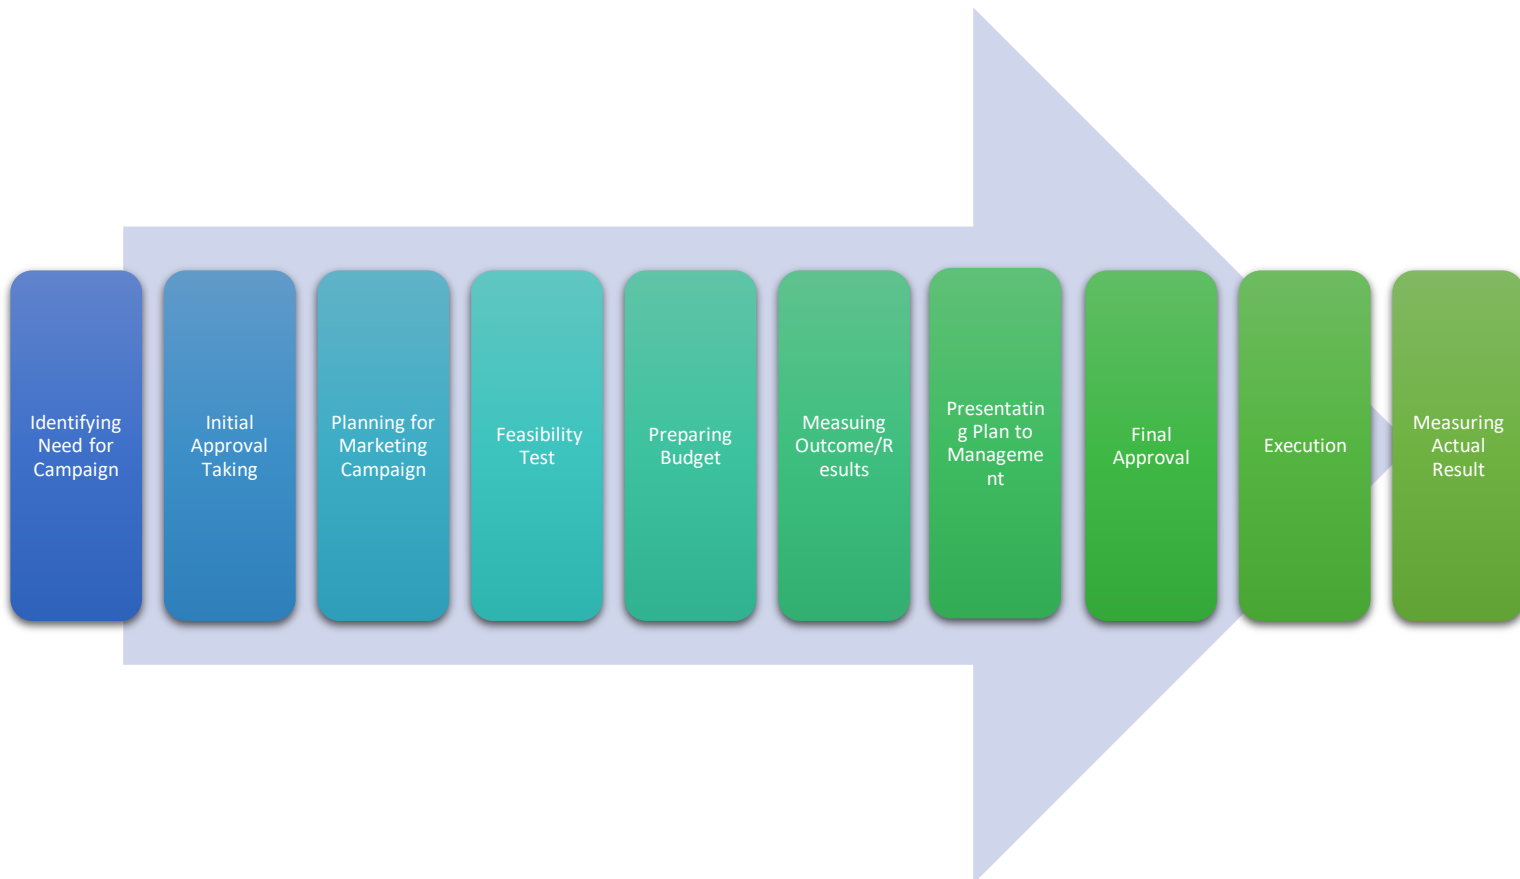 Identifying
Need for
Campaign
Initial
Approval
Taking
Planning for
Marketing
Campaign
Feasibility
Test
Preparing
Budget
Measuing
Outcome/R
esults
Presentatin
g Plan to
Manageme
nt
Final
Approval
Execution
Measuring
Actual
Result